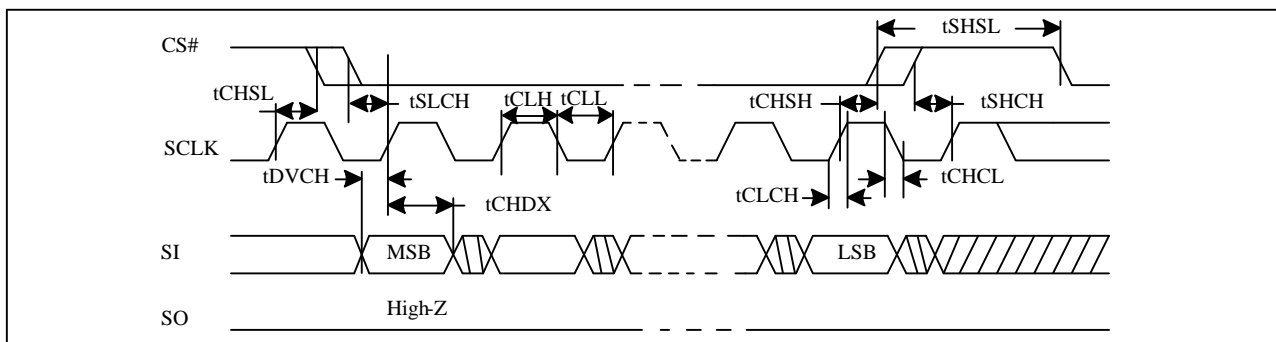 tSHSL
CS#
tCHSL
tSLCH
tCLH
tCLL
tCHSH
tSHCH
SCLK
tDVCH
tCHDX
tCLCH
tCHCL
SI
MSB
LSB
High-Z
SO